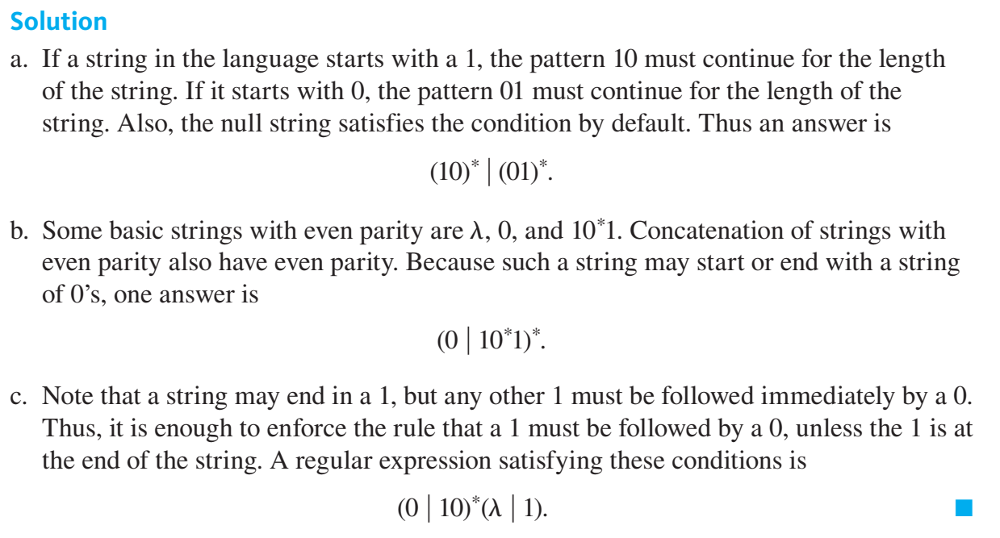 Solution
a. If a string in the language starts with a 1, the pattern 10 must continue for the length
of the string. If it starts with 0, the pattern 01 must continue for the length of the
string. Also, the null string satisfies the condition by default. Thus an answer is
(10)* | (01)*.
b. Some basic strings with even parity are λ, 0, and 10*1. Concatenation of strings with
even parity also have even parity. Because such a string may start or end with a string
of 0’s, one answer is
(0 | 10*1)*.
c. Note that a string may end in a 1, but any other 1 must be followed immediately by a 0.
Thus, it is enough to enforce the rule that a 1 must be followed by a 0, unless the 1 is at
the end of the string. A regular expression satisfying these conditions is
(0 | 10)*(λ | 1).